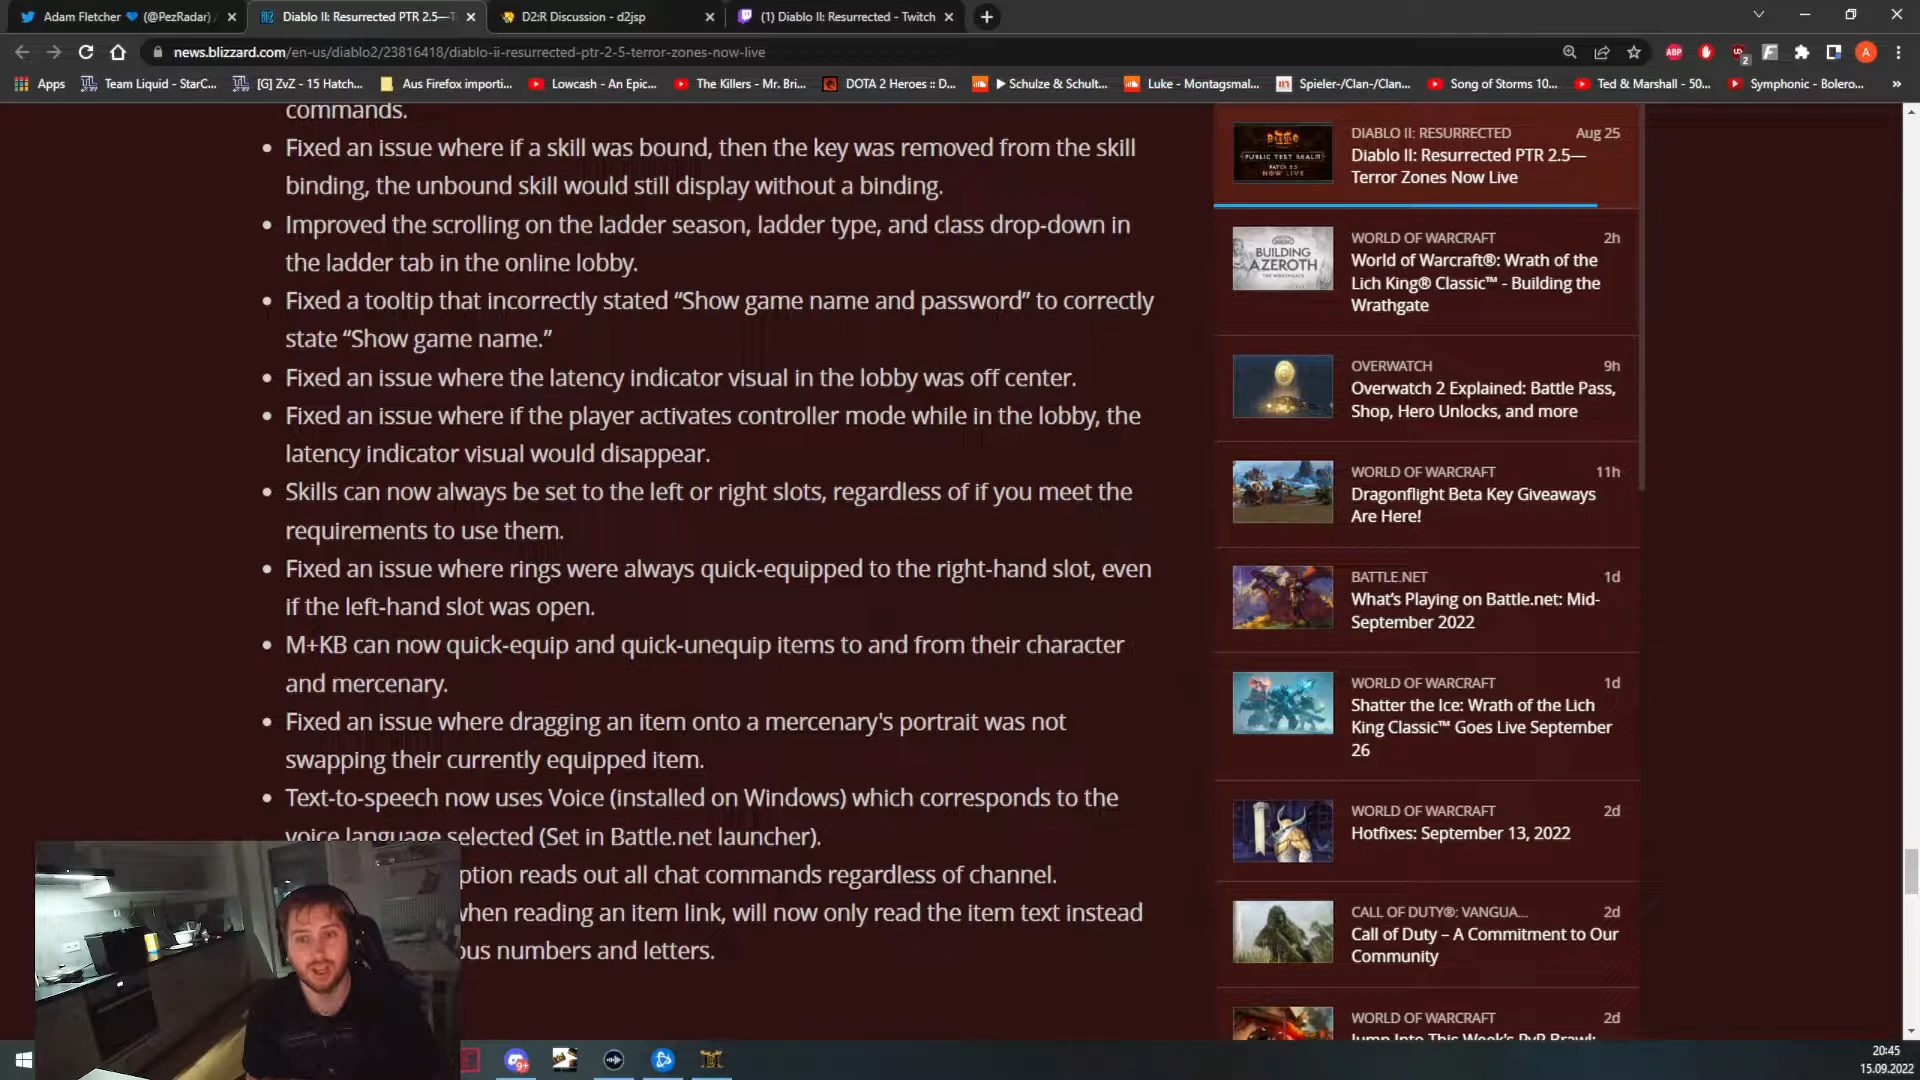 Adam Fletcher 💙 (@PezRadar)
Diablo II: Resurrected PTR 2.5—
D2:R Discussion - d2jsp
(1) Diablo II: Resurrected - Twitch
news.blizzard.com/en-us/diablo2/23816418/diablo-ii-resurrected-ptr-2-5-terror-zones-now-live
ABP
2
A
Apps
Team Liquid - StarC...
[G] ZvZ - 15 Hatch...
Aus Firefox importi...
Lowcash - An Epic...
The Killers - Mr. Bri...
DOTA 2 Heroes :: D...
▶ Schulze & Schult...
Luke - Montagsmal...
Spieler-/Clan-/Clan...
Song of Storms 10...
Ted & Marshall - 50...
Symphonic - Bolero...
»
commands.
• Fixed an issue where if a skill was bound, then the key was removed from the skill
binding, the unbound skill would still display without a binding.
• Improved the scrolling on the ladder season, ladder type, and class drop-down in
the ladder tab in the online lobby.
• Fixed a tooltip that incorrectly stated “Show game name and password” to correctly
state “Show game name.”
• Fixed an issue where the latency indicator visual in the lobby was off center.
• Fixed an issue where if the player activates controller mode while in the lobby, the
latency indicator visual would disappear.
• Skills can now always be set to the left or right slots, regardless of if you meet the
requirements to use them.
• Fixed an issue where rings were always quick-equipped to the right-hand slot, even
if the left-hand slot was open.
• M+KB can now quick-equip and quick-unequip items to and from their character
and mercenary.
• Fixed an issue where dragging an item onto a mercenary's portrait was not
swapping their currently equipped item.
• Text-to-speech now uses Voice (installed on Windows) which corresponds to the
voice language selected (Set in Battle.net launcher).
ption reads out all chat commands regardless of channel.
when reading an item link, will now only read the item text instead
ous numbers and letters.
PUBLIC TEST REALM
NOW LIVE
DIABLO II: RESURRECTED Aug 25
Diablo II: Resurrected PTR 2.5—
Terror Zones Now Live
BUILDING
AZEROTH
WORLD OF WARCRAFT 2h
World of Warcraft®: Wrath of the
Lich King® Classic™ - Building the
Wrathgate
OVERWATCH 9h
Overwatch 2 Explained: Battle Pass,
Shop, Hero Unlocks, and more
WORLD OF WARCRAFT 11h
Dragonflight Beta Key Giveaways
Are Here!
BATTLE.NET 1d
What’s Playing on Battle.net: Mid-
September 2022
WORLD OF WARCRAFT 1d
Shatter the Ice: Wrath of the Lich
King Classic™ Goes Live September
26
WORLD OF WARCRAFT 2d
Hotfixes: September 13, 2022
CALL OF DUTY®: VANGUA... 2d
Call of Duty – A Commitment to Our
Community
WORLD OF WARCRAFT 2d
Jump Into This Week's PvP Brawl:
9+
20:45
15.09.2022